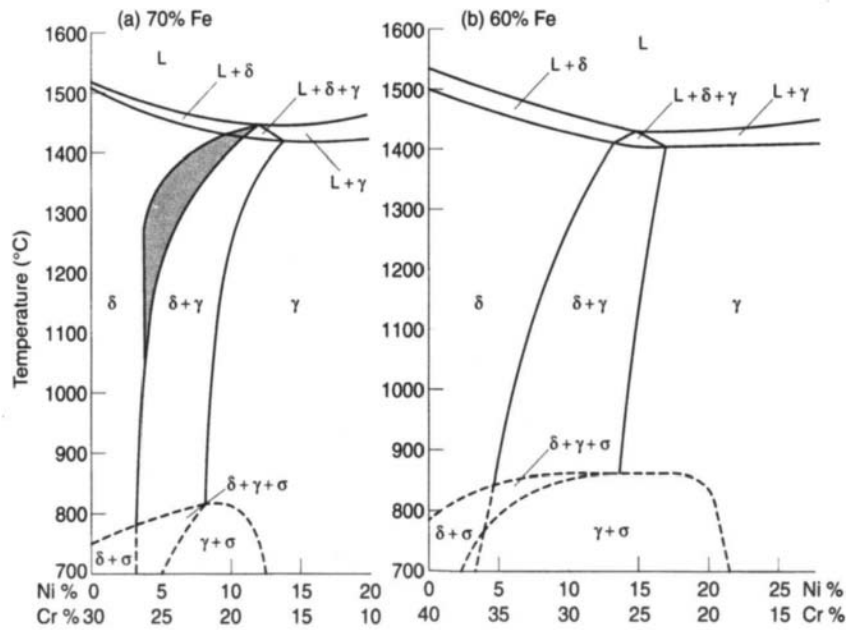 (a) 70% Fe
(b) 60% Fe
Temperature (°C)
1600
1500
1400
1300
1200
1100
1000
900
800
700
L
L + δ
L + δ + γ
L + γ
δ
δ + γ
γ
δ + γ + σ
δ + σ
γ + σ
0 5 10 15 20 Ni %
Ni %
Cr % 30 25 20 15 10
1600
1500
1400
1300
1200
1100
1000
900
800
700
L
L + δ
L + δ + γ
L + γ
δ
δ + γ
γ
δ + γ + σ
δ + σ
γ + σ
0 5 10 15 20 25 Ni %
40 35 30 25 20 15 Cr %